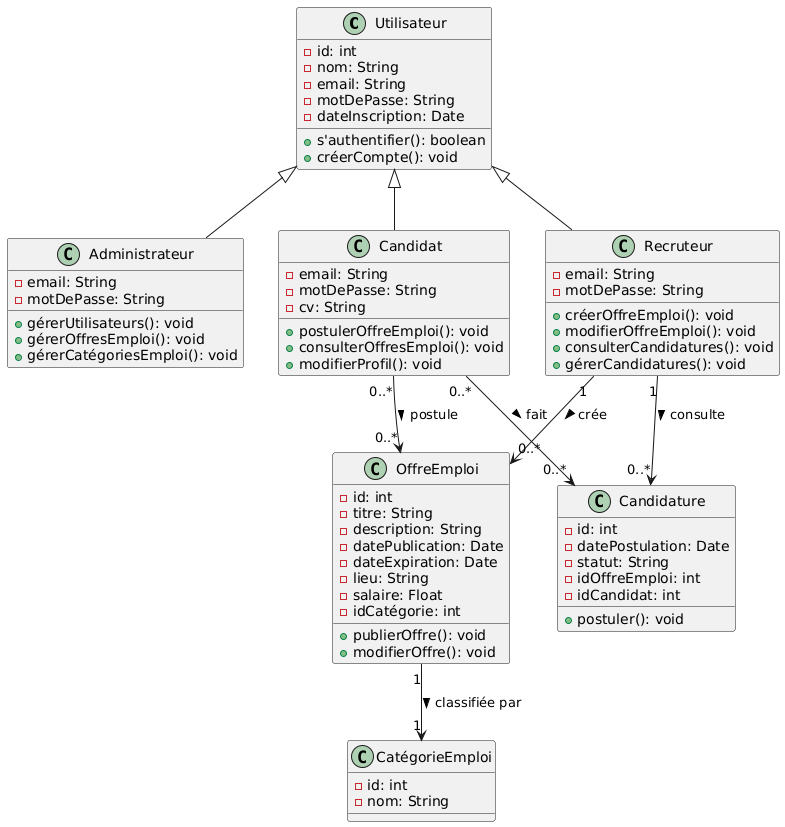 C Utilisateur
id: int
nom: String
email: String
motDePasse: String
dateInscription: Date
s'authentifier(): boolean
créerCompte(): void
C Administrateur
email: String
motDePasse: String
gérerUtilisateurs(): void
gérerOffresEmploi(): void
gérerCatégoriesEmploi(): void
C Candidat
email: String
motDePasse: String
cv: String
postulerOffreEmploi(): void
consulterOffresEmploi(): void
modifierProfil(): void
C Recruteur
email: String
motDePasse: String
créerOffreEmploi(): void
modifierOffreEmploi(): void
consulterCandidatures(): void
gérerCandidatures(): void
0..* 0..* 1 1
postule fait crée consulte
0..* 0..* 0..* 0..*
C OffreEmploi
id: int
titre: String
description: String
datePublication: Date
dateExpiration: Date
lieu: String
salaire: Float
idCatégorie: int
publierOffre(): void
modifierOffre(): void
C Candidature
id: int
datePostulation: Date
statut: String
idOffreEmploi: int
idCandidat: int
postuler(): void
1
classifiée par
1
C CatégorieEmploi
id: int
nom: String